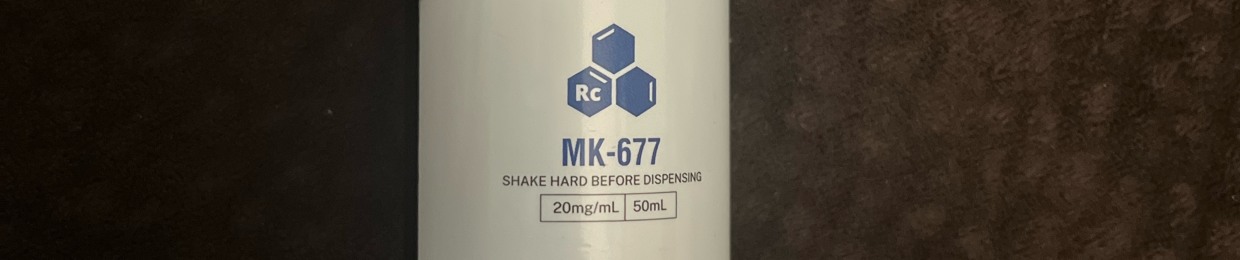 Rc
MK-677
SHAKE HARD BEFORE DISPENSING
20mg/mL 50mL